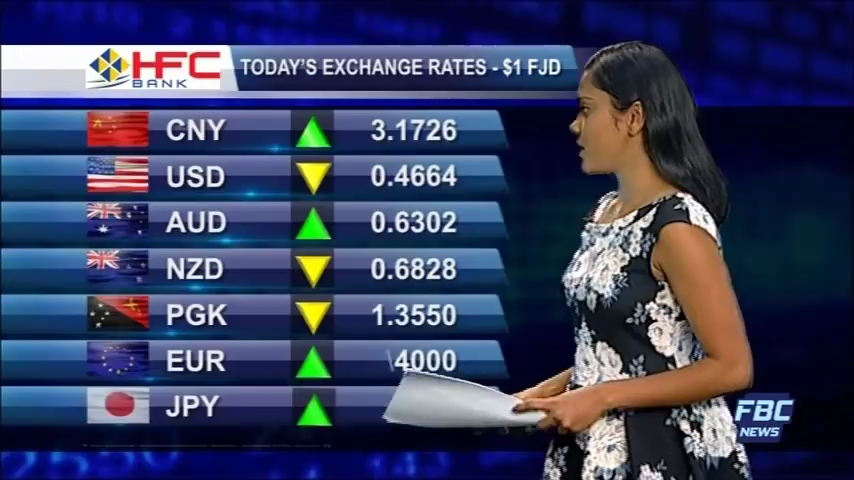 HFC
BANK
TODAY'S EXCHANGE RATES - $1 FJD
CNY 3.1726
USD 0.4664
AUD 0.6302
NZD 0.6828
PGK 1.3550
EUR 4000
JPY
FBC
NEWS